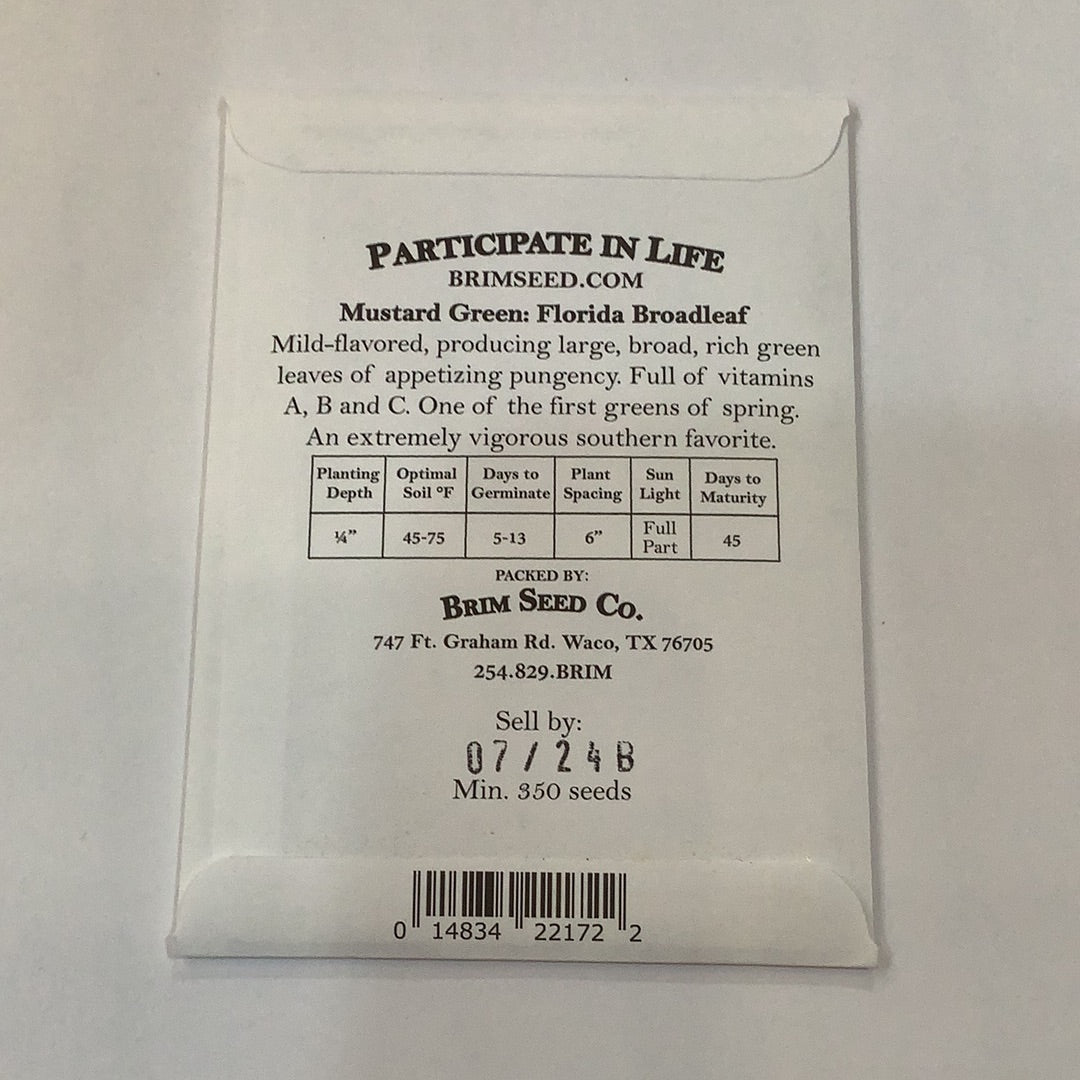 PARTICIPATE IN LIFE
BRIMSEED.COM
Mustard Green: Florida Broadleaf
Mild-flavored, producing large, broad, rich green
leaves of appetizing pungency. Full of vitamins
A, B and C. One of the first greens of spring.
An extremely vigorous southern favorite.
Planting Depth Optimal Soil °F Days to Germinate Plant Spacing Sun Light Days to Maturity
¼” 45-75 5-13 6” Full Part 45
PACKED BY:
BRIM SEED CO.
747 Ft. Graham Rd. Waco, TX 76705
254.829.BRIM
Sell by:
07/24B
Min. 350 seeds
0 14834 22172 2